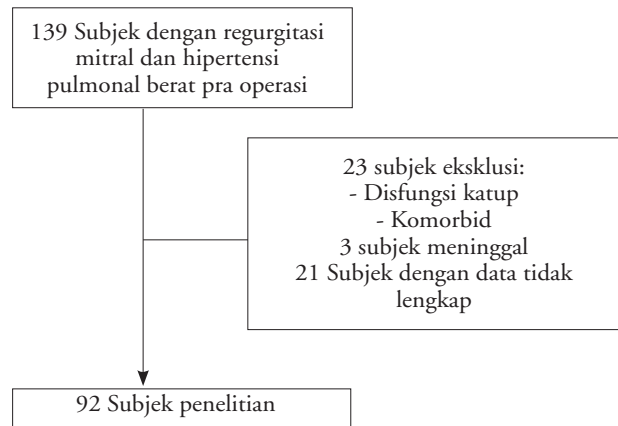 139 Subjek dengan regurgitasi
mitral dan hipertensi
pulmonal berat pra operasi
23 subjek eksklusi:
- Disfungsi katup
- Komorbid
3 subjek meninggal
21 Subjek dengan data tidak
lengkap
92 Subjek penelitian